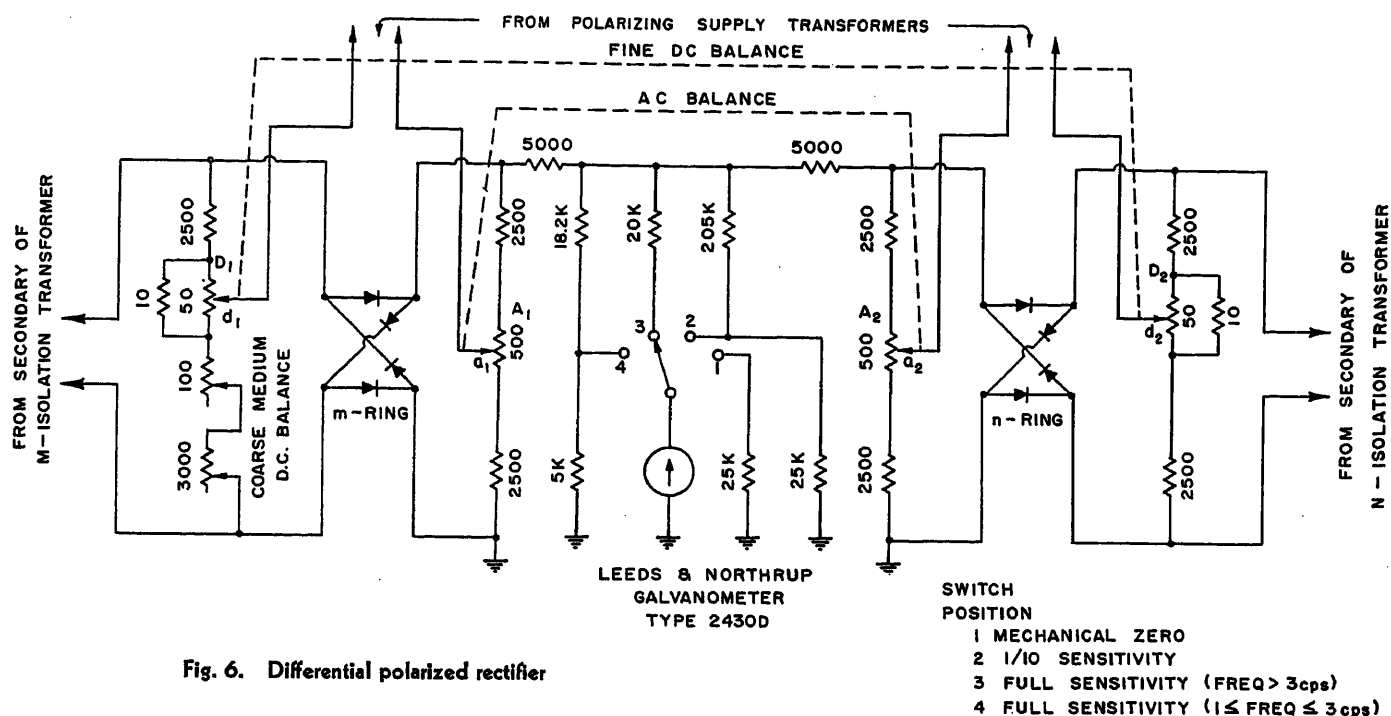 FROM POLARIZING SUPPLY TRANSFORMERS
FINE DC BALANCE
AC BALANCE
5000
5000
FROM SECONDARY OF
M-ISOLATION TRANSFORMER
2500
D1
10
50
d1
100
3000
COARSE MEDIUM
D.C. BALANCE
m-RING
2500
A1
500
a1
2500
18.2K
5K
4
20K
3
2
1
205K
25K
25K
2500
A2
500
a2
2500
n-RING
2500
D2
50
10
d2
2500
FROM SECONDARY OF
N-ISOLATION TRANSFORMER
LEEDS & NORTHRUP
GALVANOMETER
TYPE 2430D
SWITCH
POSITION
1 MECHANICAL ZERO
2 1/10 SENSITIVITY
3 FULL SENSITIVITY (FREQ > 3cps)
4 FULL SENSITIVITY (1 ≤ FREQ ≤ 3cps)
Fig. 6. Differential polarized rectifier